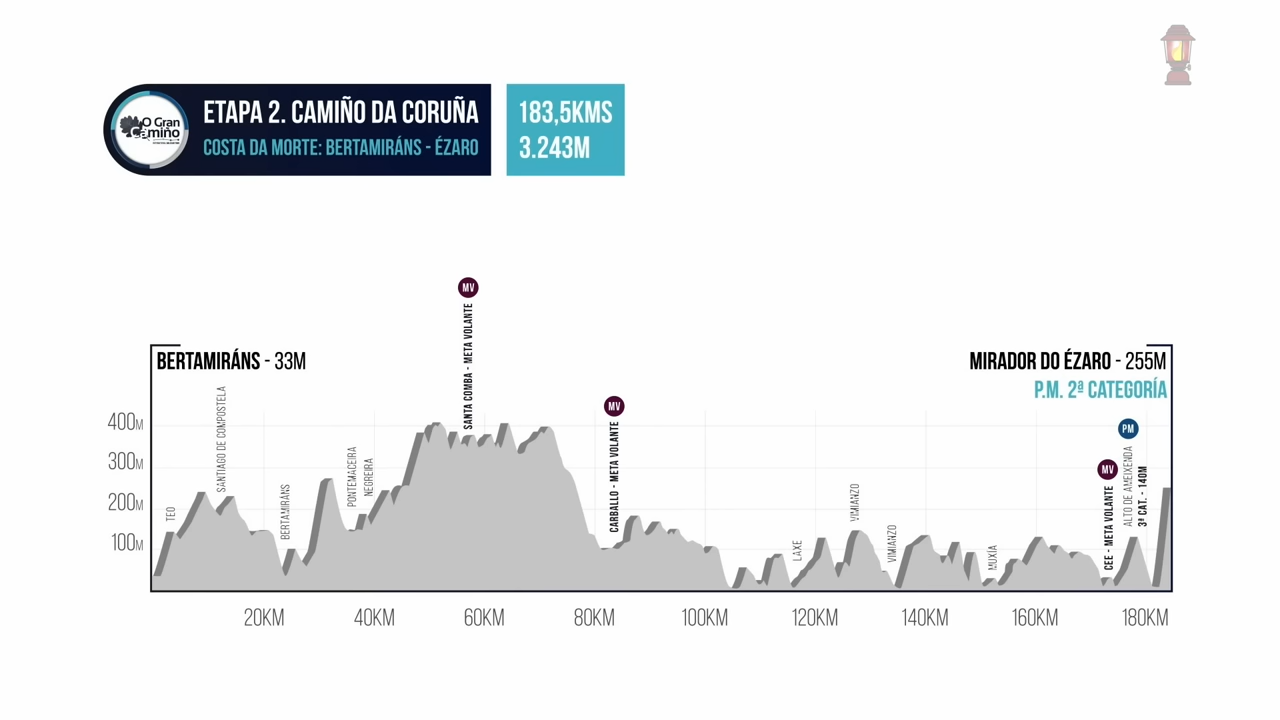 O Gran
Camiño
ETAPA 2. CAMIÑO DA CORUÑA
COSTA DA MORTE: BERTAMIRÁNS - ÉZARO
183,5KMS
3.243M
BERTAMIRÁNS - 33M
MIRADOR DO ÉZARO - 255M
P.M. 2ª CATEGORÍA
400M
300M
200M
100M
TEO
SANTIAGO DE COMPOSTELA
BERTAMIRÁNS
PONTEMACEIRA
NEGREIRA
MV
SANTA COMBA - META VOLANTE
MV
CARBALLO - META VOLANTE
LAXE
VIMIANZO
VIMIANZO
MUXÍA
MV
CEE - META VOLANTE
PM
ALTO DE AMEIXENDA
3ª CAT. - 140M
20KM
40KM
60KM
80KM
100KM
120KM
140KM
160KM
180KM